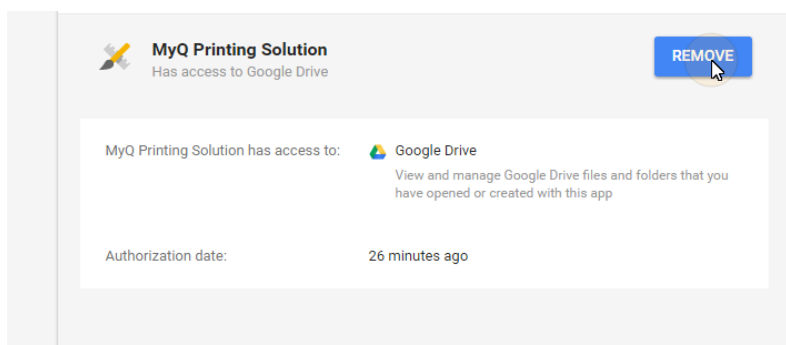 MyQ Printing Solution
Has access to Google Drive
REMOVE
MyQ Printing Solution has access to:
Google Drive
View and manage Google Drive files and folders that you
have opened or created with this app
Authorization date:
26 minutes ago